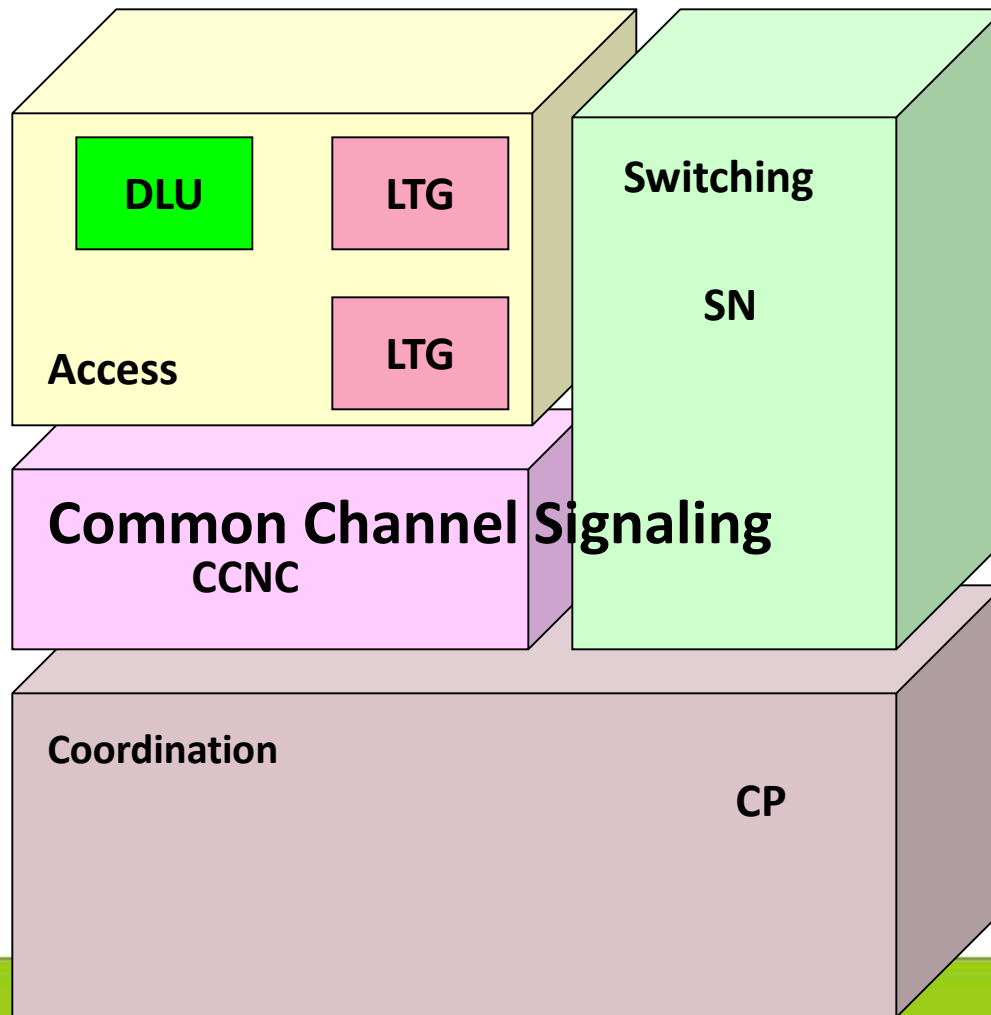 DLU
LTG
Switching
SN
LTG
Access
Common Channel Signaling
CCNC
Coordination
CP